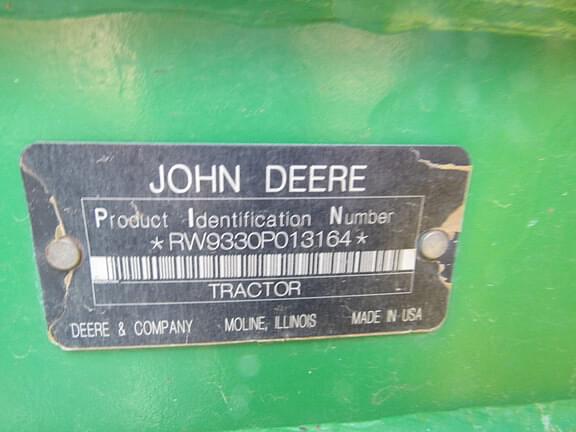 JOHN DEERE
Product Identification Number
*RW9330P013164*
TRACTOR
DEERE & COMPANY MOLINE, ILLINOIS MADE IN USA